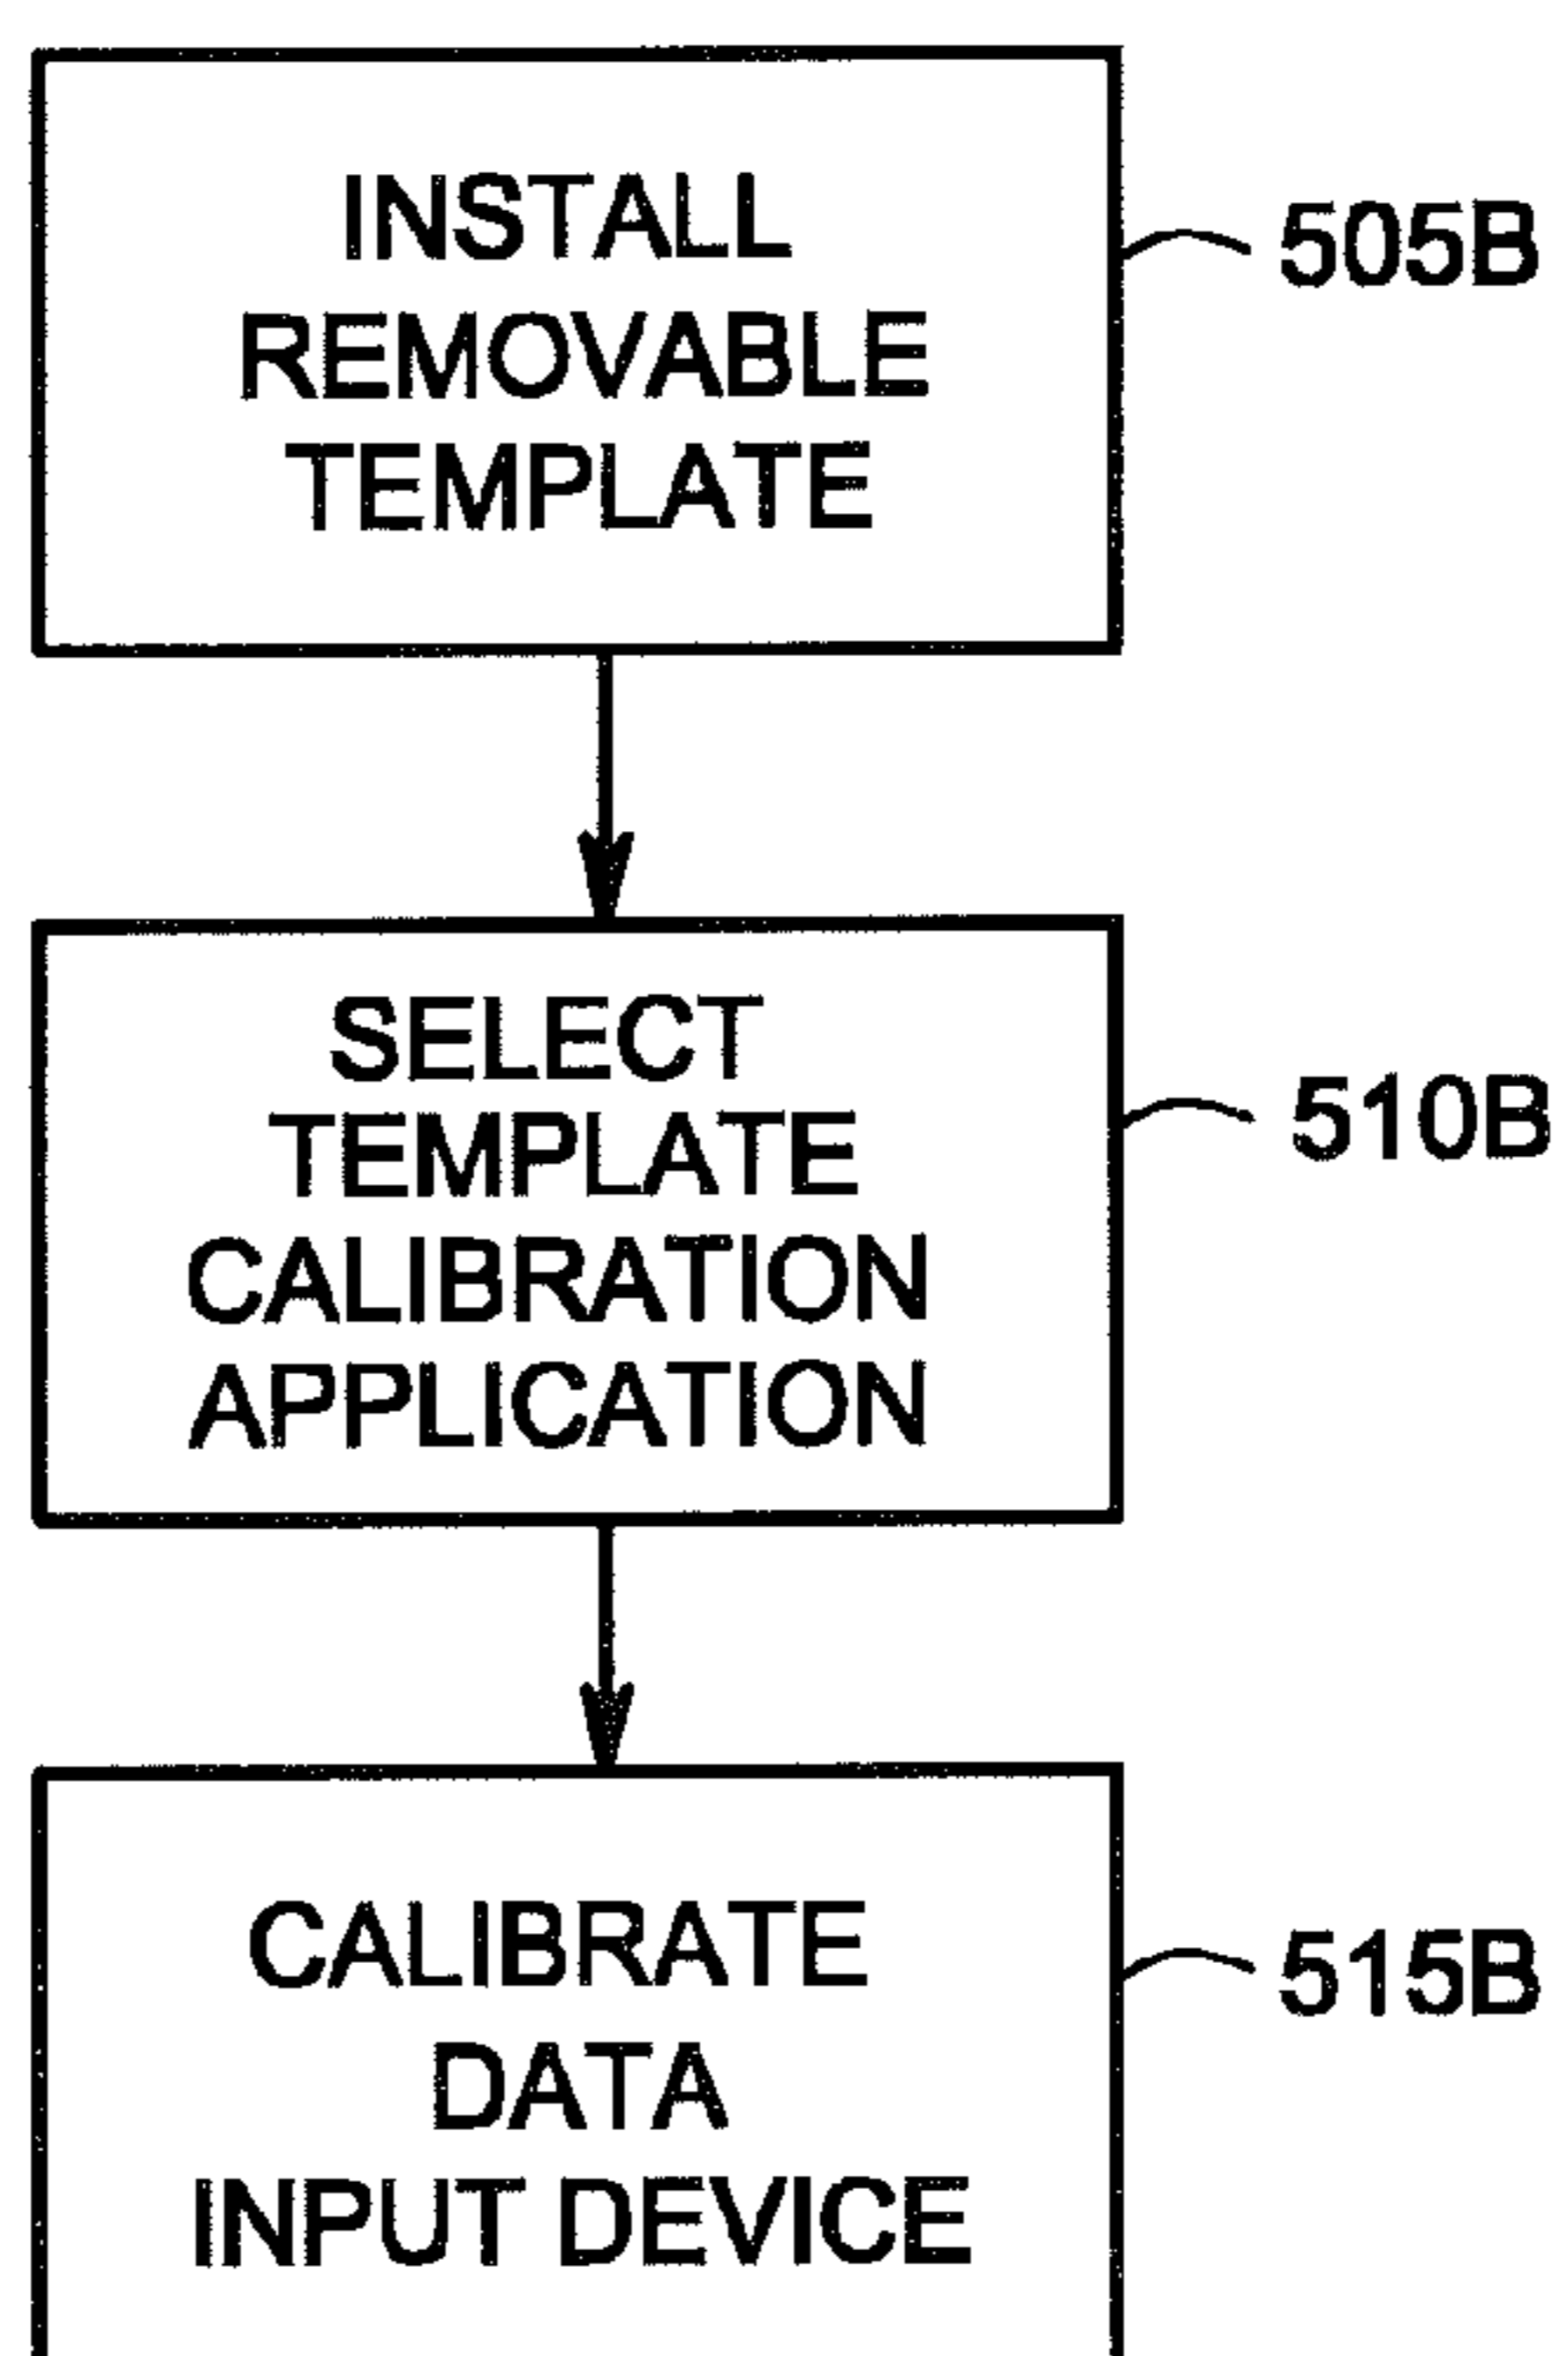 INSTALL
REMOVABLE
TEMPLATE
505B
SELECT
TEMPLATE
CALIBRATION
APPLICATION
510B
CALIBRATE
DATA
INPUT DEVICE
515B